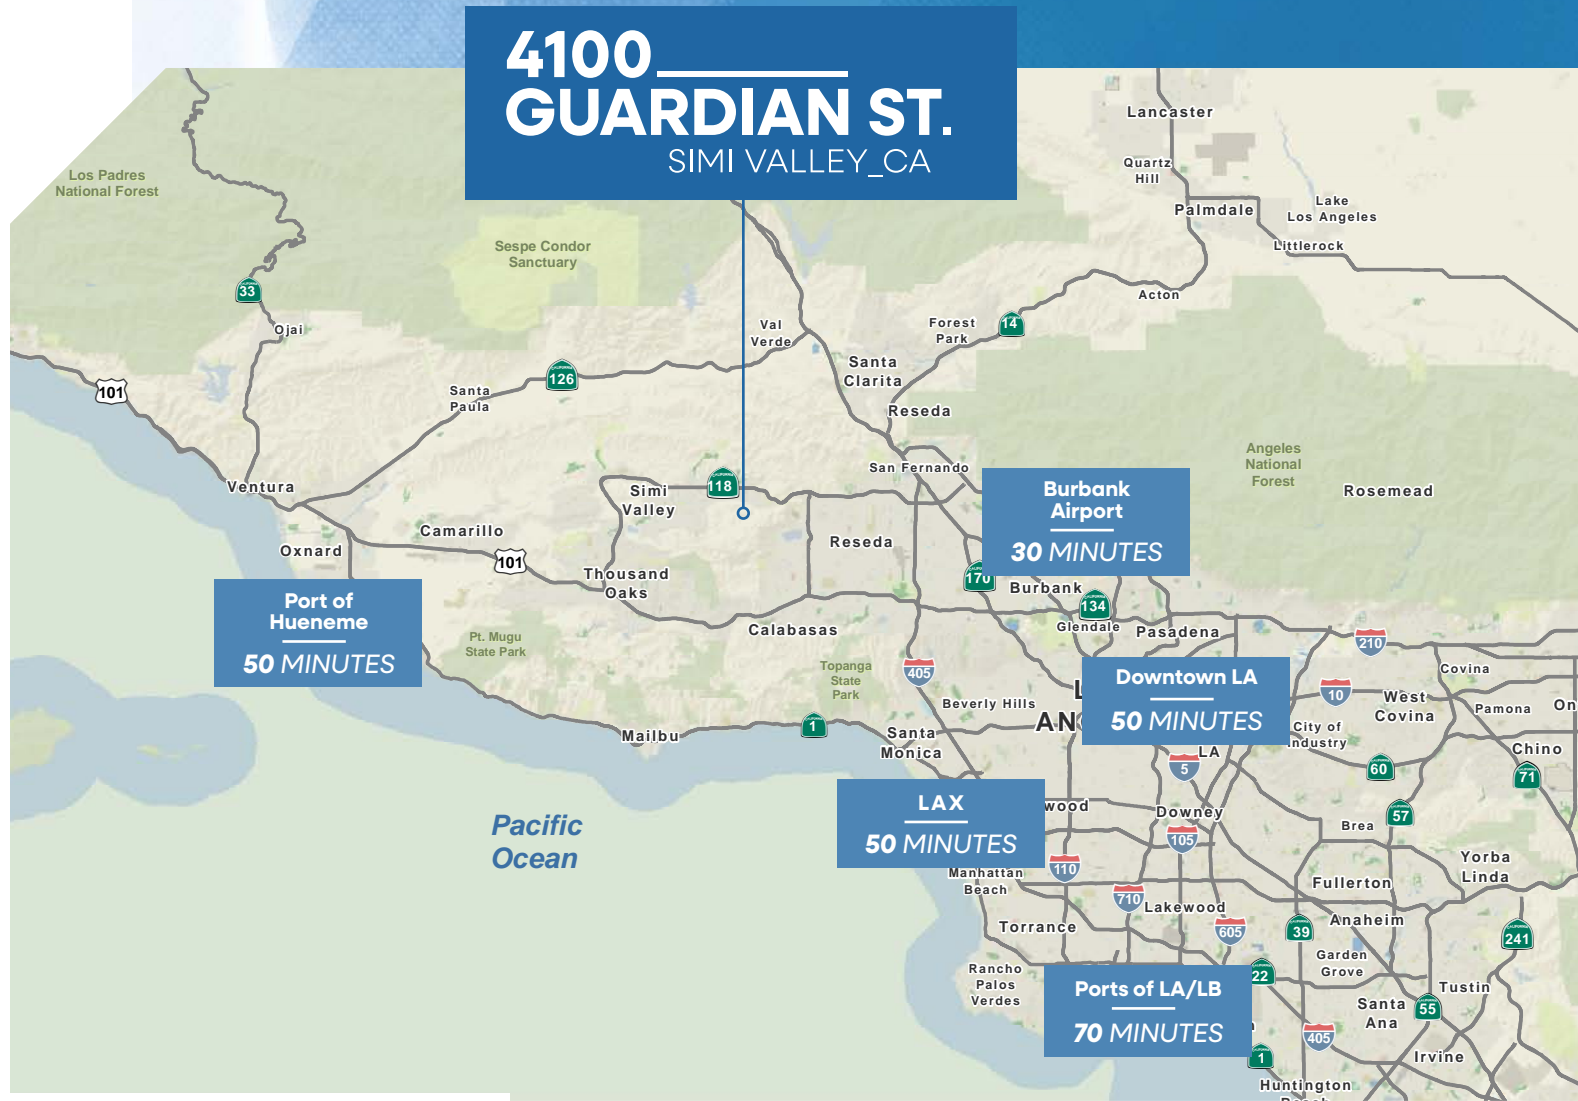 4100
GUARDIAN ST.
SIMI VALLEY_CA
Lancaster
Quartz
Hill
Palmdale
Lake
Los Angeles
Littlerock
Los Padres
National Forest
Sespe Condor
Sanctuary
33
Ojai
Acton
Val
Verde
Forest
Park
14
Santa
Clarita
126
101
Santa
Paula
Reseda
Angeles
National
Forest
San Fernando
Rosemead
Ventura
Simi
Valley
118
Burbank
Airport
30 MINUTES
Camarillo
Oxnard
101
Reseda
Thousand
Oaks
170
Burbank
134
Port of
Hueneme
50 MINUTES
Pt. Mugu
State Park
Calabasas
Glendale
Pasadena
210
Topanga
State
Park
405
Covina
Downtown LA
50 MINUTES
10
West
Covina
Pamona
On
Beverly Hills
L
AN
City of
Industry
Mailbu
1
Santa
Monica
LA
5
60
Chino
71
LAX
50 MINUTES
wood
Downey
57
Brea
105
Pacific
Ocean
110
Manhattan
Beach
710
Lakewood
Fullerton
Yorba
Linda
Torrance
605
39
Anaheim
241
Garden
Grove
Rancho
Palos
Verdes
22
Tustin
Ports of LA/LB
70 MINUTES
Santa
Ana
55
405
Irvine
1
Huntington